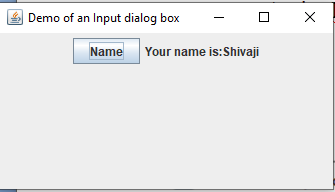 Demo of an Input dialog box
Name Your name is:Shivaji